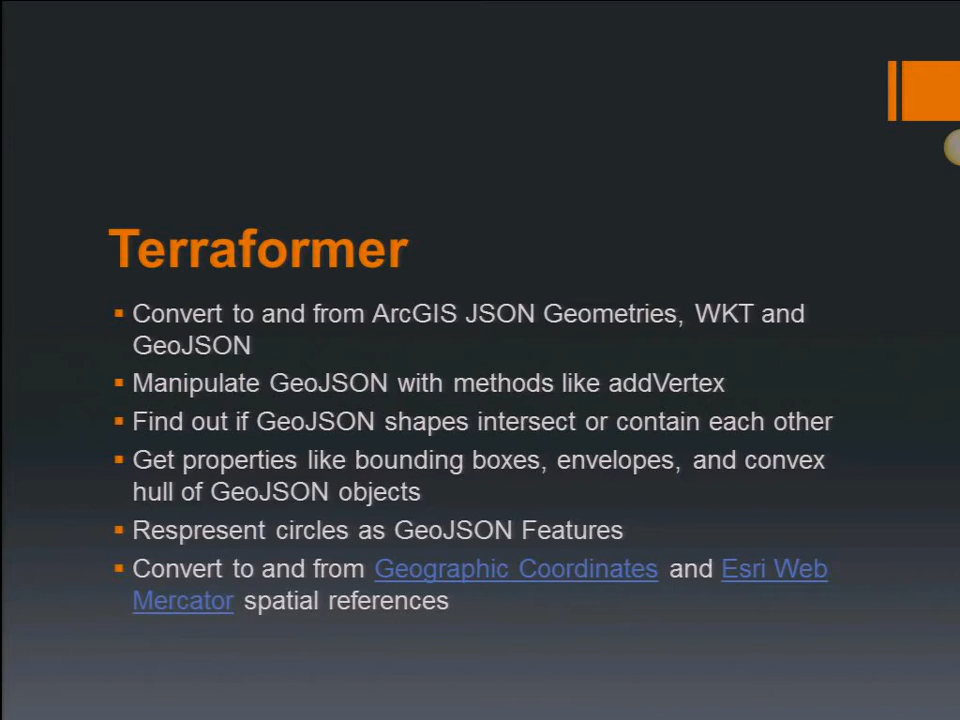 Terraformer
Convert to and from ArcGIS JSON Geometries, WKT and
GeoJSON
Manipulate GeoJSON with methods like addVertex
Find out if GeoJSON shapes intersect or contain each other
Get properties like bounding boxes, envelopes, and convex
hull of GeoJSON objects
Respresent circles as GeoJSON Features
Convert to and from Geographic Coordinates and Esri Web
Mercator spatial references